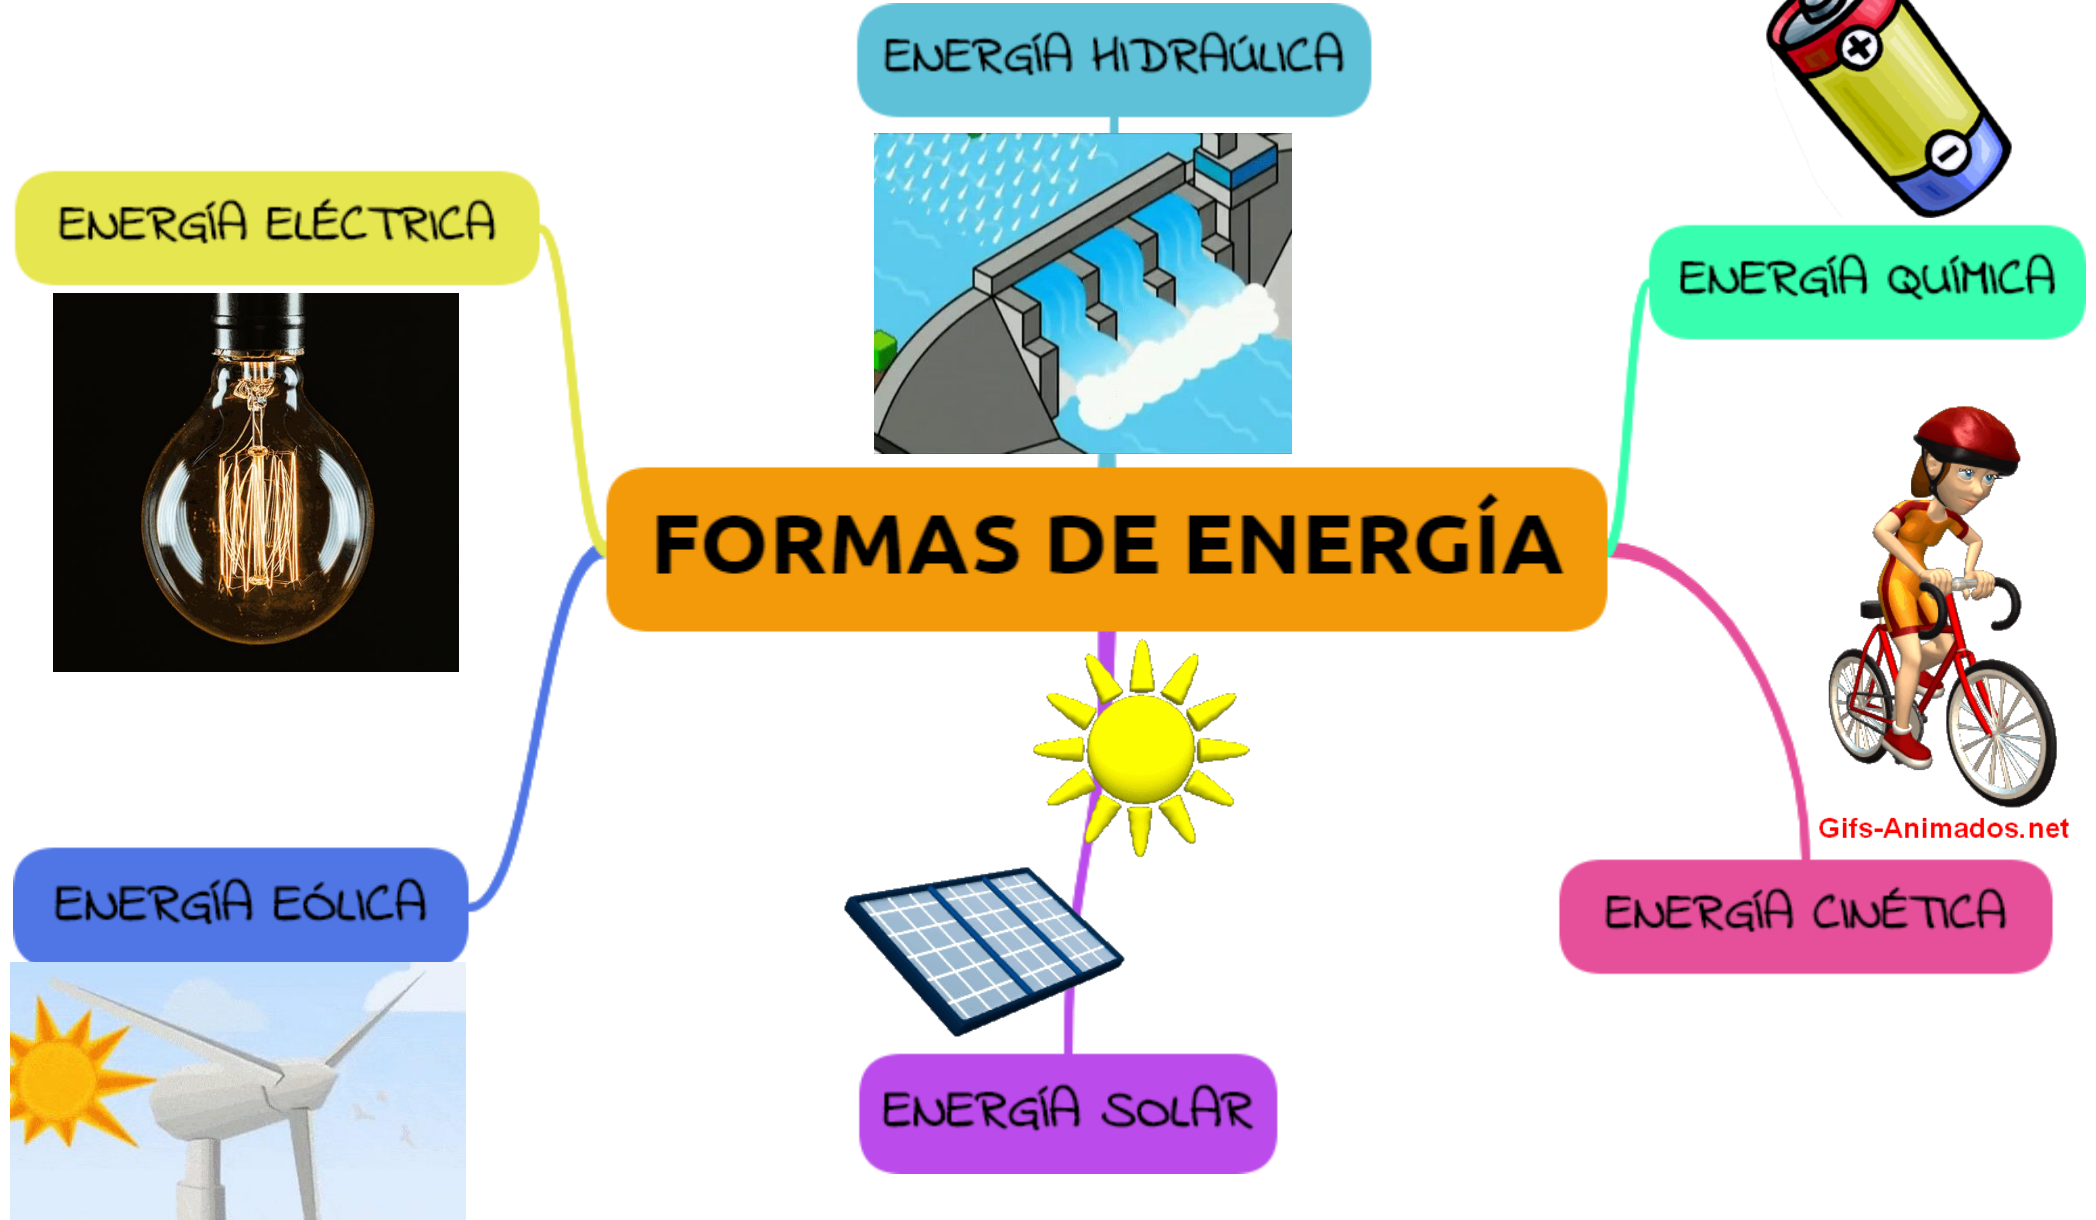 ENERGÍA HIDRAÚLICA
ENERGÍA ELÉCTRICA
ENERGÍA QUÍMICA
FORMAS DE ENERGÍA
Gifs-Animados.net
ENERGÍA EÓLICA
ENERGÍA CINÉTICA
ENERGÍA SOLAR